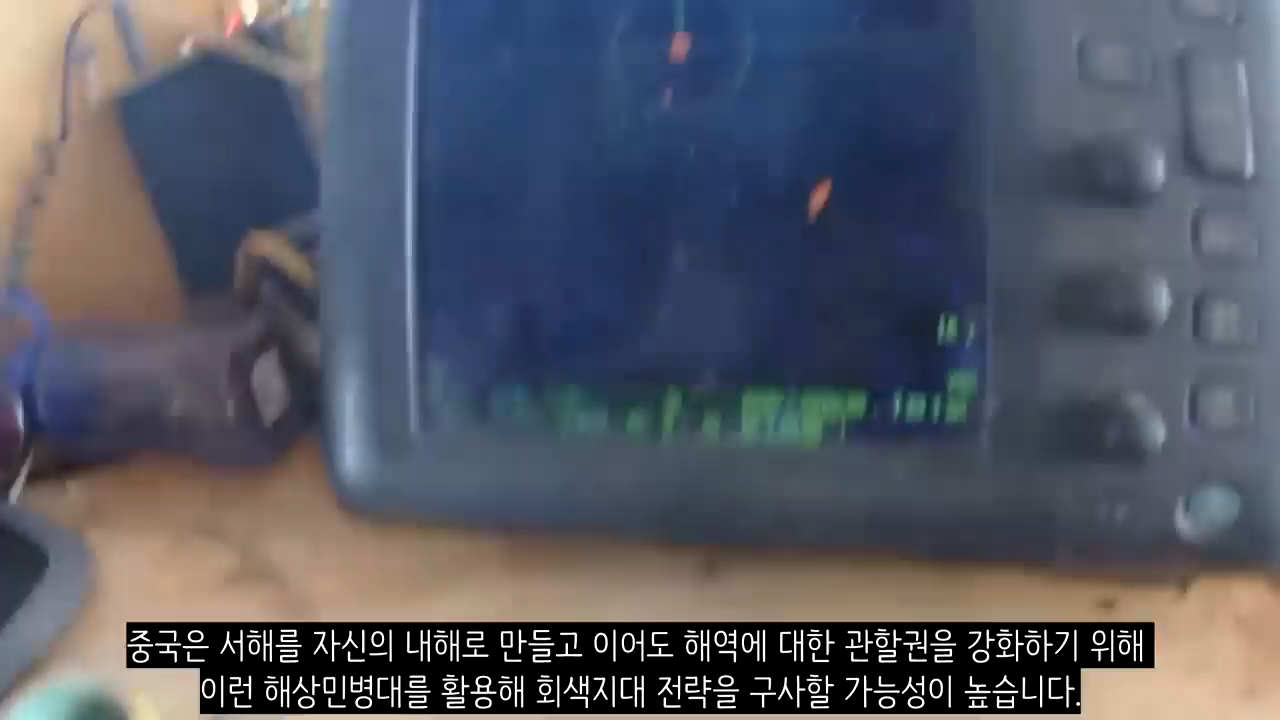 중국은 서해를 자신의 내해로 만들고 이어도 해역에 대한 관할권을 강화하기 위해
이런 해상민병대를 활용해 회색지대 전략을 구사할 가능성이 높습니다.